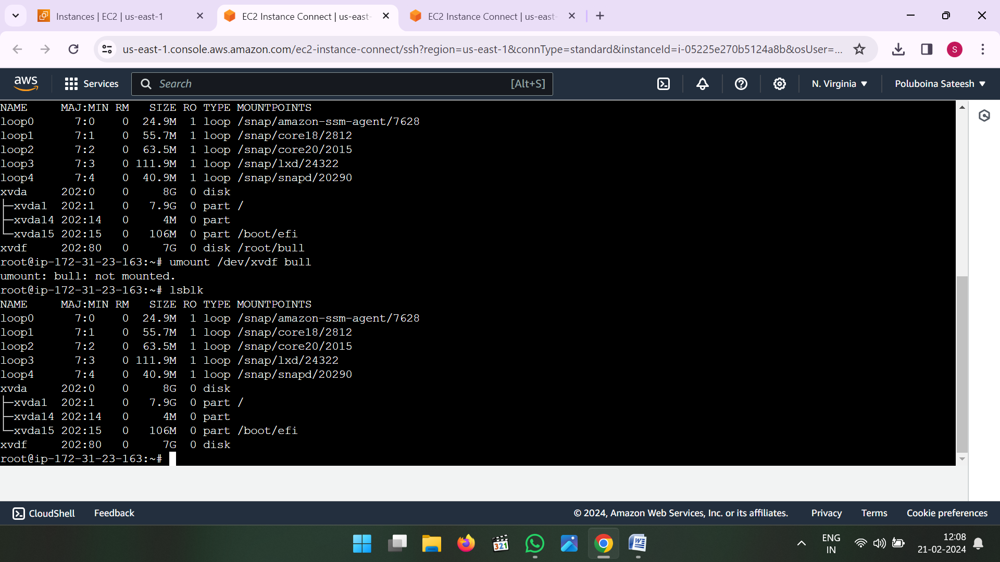 Instances | EC2 | us-east-1
EC2 Instance Connect | us-east-
EC2 Instance Connect | us-east-
us-east-1.console.aws.amazon.com/ec2-instance-connect/ssh?region=us-east-1&connType=standard&instanceId=i-05225e270b5124a8b&osUser=...
S
aws
Services
Search
[Alt+S]
N. Virginia
Poluboina Sateesh
NAME     MAJ:MIN RM   SIZE RO TYPE MOUNTPOINTS
loop0      7:0    0  24.9M  1 loop /snap/amazon-ssm-agent/7628
loop1      7:1    0  55.7M  1 loop /snap/core18/2812
loop2      7:2    0  63.5M  1 loop /snap/core20/2015
loop3      7:3    0 111.9M  1 loop /snap/lxd/24322
loop4      7:4    0  40.9M  1 loop /snap/snapd/20290
xvda     202:0    0     8G  0 disk
├─xvda1  202:1    0   7.9G  0 part /
├─xvda14 202:14   0     4M  0 part
└─xvda15 202:15   0   106M  0 part /boot/efi
xvdf     202:80   0     7G  0 disk /root/bull
root@ip-172-31-23-163:~# umount /dev/xvdf bull
umount: bull: not mounted.
root@ip-172-31-23-163:~# lsblk
NAME     MAJ:MIN RM   SIZE RO TYPE MOUNTPOINTS
loop0      7:0    0  24.9M  1 loop /snap/amazon-ssm-agent/7628
loop1      7:1    0  55.7M  1 loop /snap/core18/2812
loop2      7:2    0  63.5M  1 loop /snap/core20/2015
loop3      7:3    0 111.9M  1 loop /snap/lxd/24322
loop4      7:4    0  40.9M  1 loop /snap/snapd/20290
xvda     202:0    0     8G  0 disk
├─xvda1  202:1    0   7.9G  0 part /
├─xvda14 202:14   0     4M  0 part
└─xvda15 202:15   0   106M  0 part /boot/efi
xvdf     202:80   0     7G  0 disk
root@ip-172-31-23-163:~#
CloudShell
Feedback
© 2024, Amazon Web Services, Inc. or its affiliates.
Privacy
Terms
Cookie preferences
321
W
ENG
IN
12:08
21-02-2024